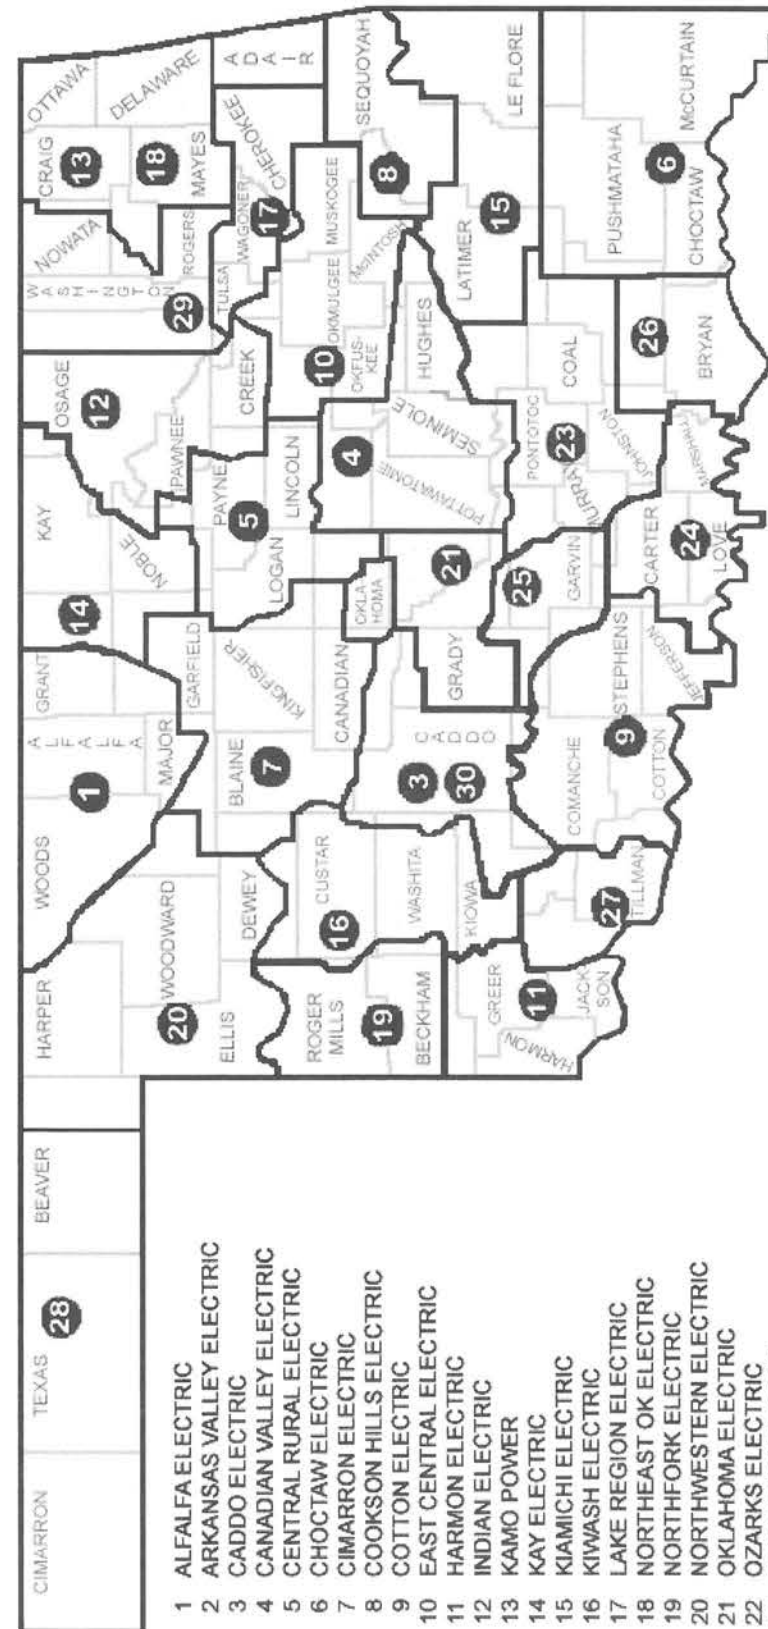 CIMARRON
TEXAS
28
BEAVER
HARPER
WOODS
A L F A L F A
GRANT
KAY
OSAGE
W A S H I N G T O N
NOWATA
CRAIG
OTTAWA
1
14
12
13
DELAWARE
18
MAYES
ROGERS
29
20
WOODWARD
MAJOR
GARFIELD
NOBLE
PAWNEE
A D A I R
ELLIS
DEWEY
BLAINE
7
KINGFISHER
LOGAN
PAYNE
5
CREEK
TULSA
WAGONER
17
CHEROKEE
ROGER
MILLS
CUSTAR
16
CANADIAN
OKLA
HOMA
LINCOLN
10
OKFUS-
KEE
OKMULGEE
MUSKOGEE
McINTOSH
8
SEQUOYAH
19
BECKHAM
WASHITA
3
30
C A D D O
GRADY
21
4
POTTAWATOMIE
SEMINOLE
HUGHES
LATIMER
15
LE FLORE
KIOWA
GREER
11
HARMON
JACK
SON
27
TILLMAN
COMANCHE
9
COTTON
STEPHENS
JEFFERSON
25
GARVIN
MURRAY
PONTOTOC
23
COAL
JOHNSTON
CARTER
24
LOVE
MARSHALL
26
BRYAN
PUSHMATAHA
6
CHOCTAW
McCURTAIN
1 ALFALFA ELECTRIC
2 ARKANSAS VALLEY ELECTRIC
3 CADDO ELECTRIC
4 CANADIAN VALLEY ELECTRIC
5 CENTRAL RURAL ELECTRIC
6 CHOCTAW ELECTRIC
7 CIMARRON ELECTRIC
8 COOKSON HILLS ELECTRIC
9 COTTON ELECTRIC
10 EAST CENTRAL ELECTRIC
11 HARMON ELECTRIC
12 INDIAN ELECTRIC
13 KAMO POWER
14 KAY ELECTRIC
15 KIAMICHI ELECTRIC
16 KIWASH ELECTRIC
17 LAKE REGION ELECTRIC
18 NORTHEAST OK ELECTRIC
19 NORTHFORK ELECTRIC
20 NORTHWESTERN ELECTRIC
21 OKLAHOMA ELECTRIC
22 OZARKS ELECTRIC